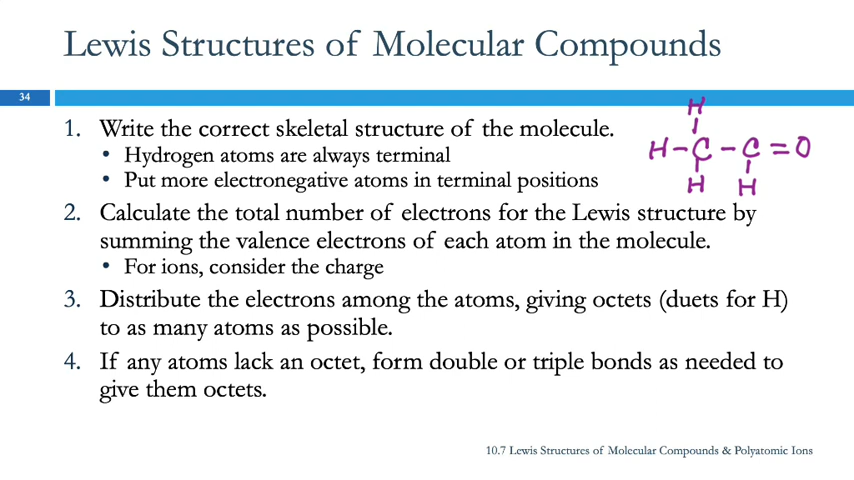 Lewis Structures of Molecular Compounds
34
1. Write the correct skeletal structure of the molecule.
• Hydrogen atoms are always terminal
• Put more electronegative atoms in terminal positions
H
H-C-C=O
H H
2. Calculate the total number of electrons for the Lewis structure by
summing the valence electrons of each atom in the molecule.
• For ions, consider the charge
3. Distribute the electrons among the atoms, giving octets (duets for H)
to as many atoms as possible.
4. If any atoms lack an octet, form double or triple bonds as needed to
give them octets.
10.7 Lewis Structures of Molecular Compounds & Polyatomic Ions